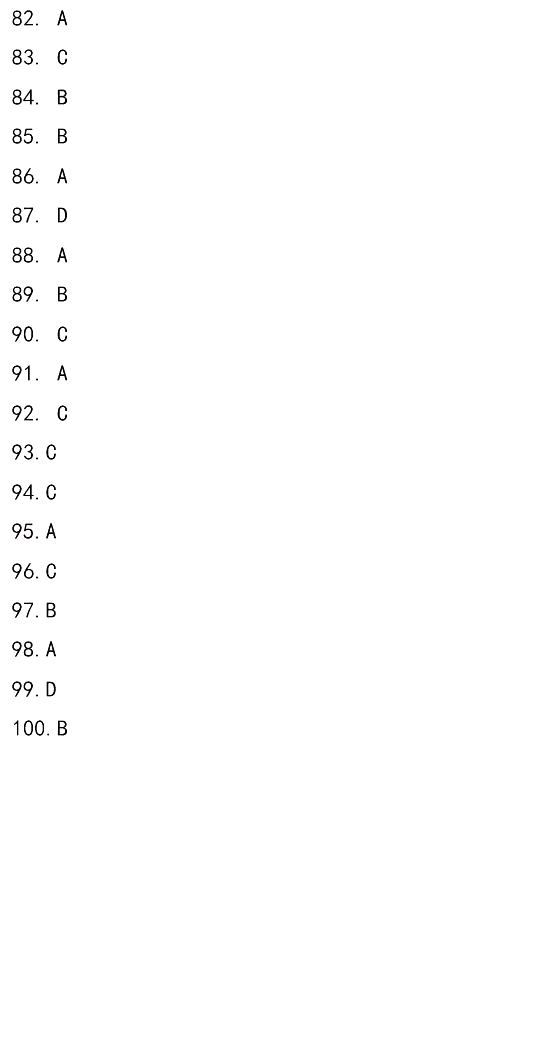 82. A
83. C
84. B
85. B
86. A
87. D
88. A
89. B
90. C
91. A
92. C
93. C
94. C
95. A
96. C
97. B
98. A
99. D
100. B